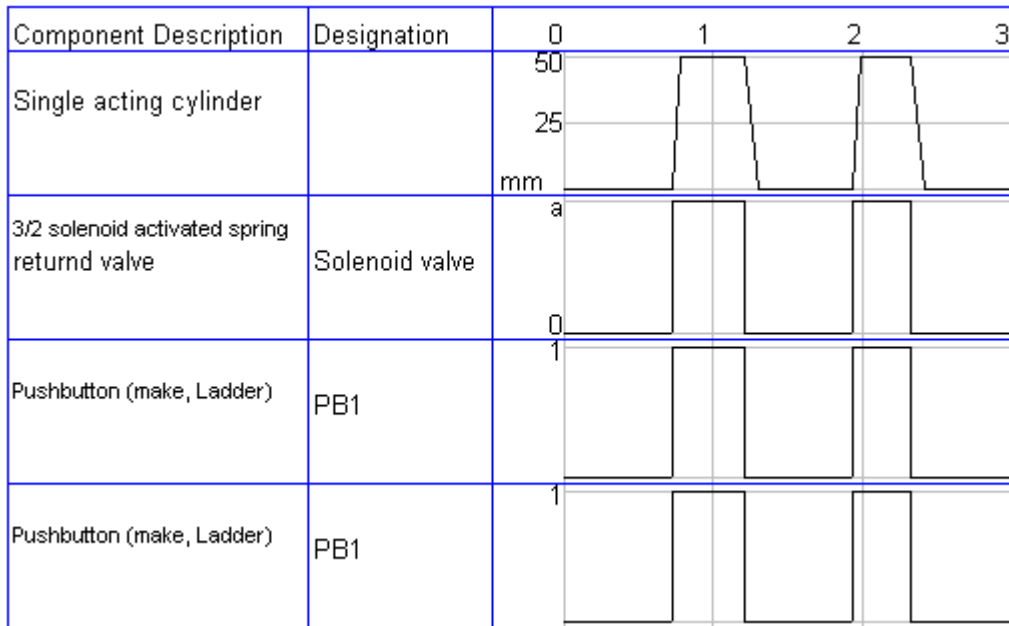 Component Description Designation 0 1 2 3
Single acting cylinder 50 25 mm
3/2 solenoid activated spring
returnd valve Solenoid valve a 0
Pushbutton (make, Ladder) PB1 1
Pushbutton (make, Ladder) PB1 1